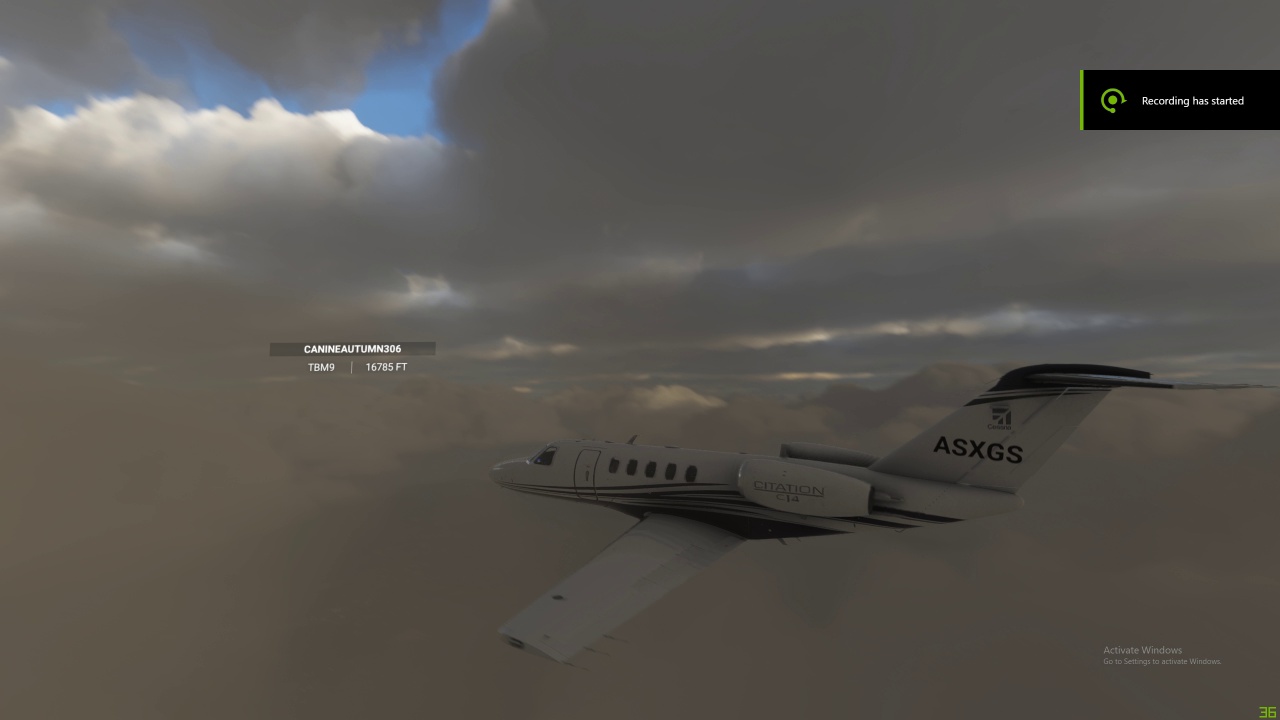 Recording has started
CANINEAUTUMN306
TBM9 | 16785 FT
Cessna
ASXGS
CITATION
CJ4
Activate Windows
Go to Settings to activate Windows.
36